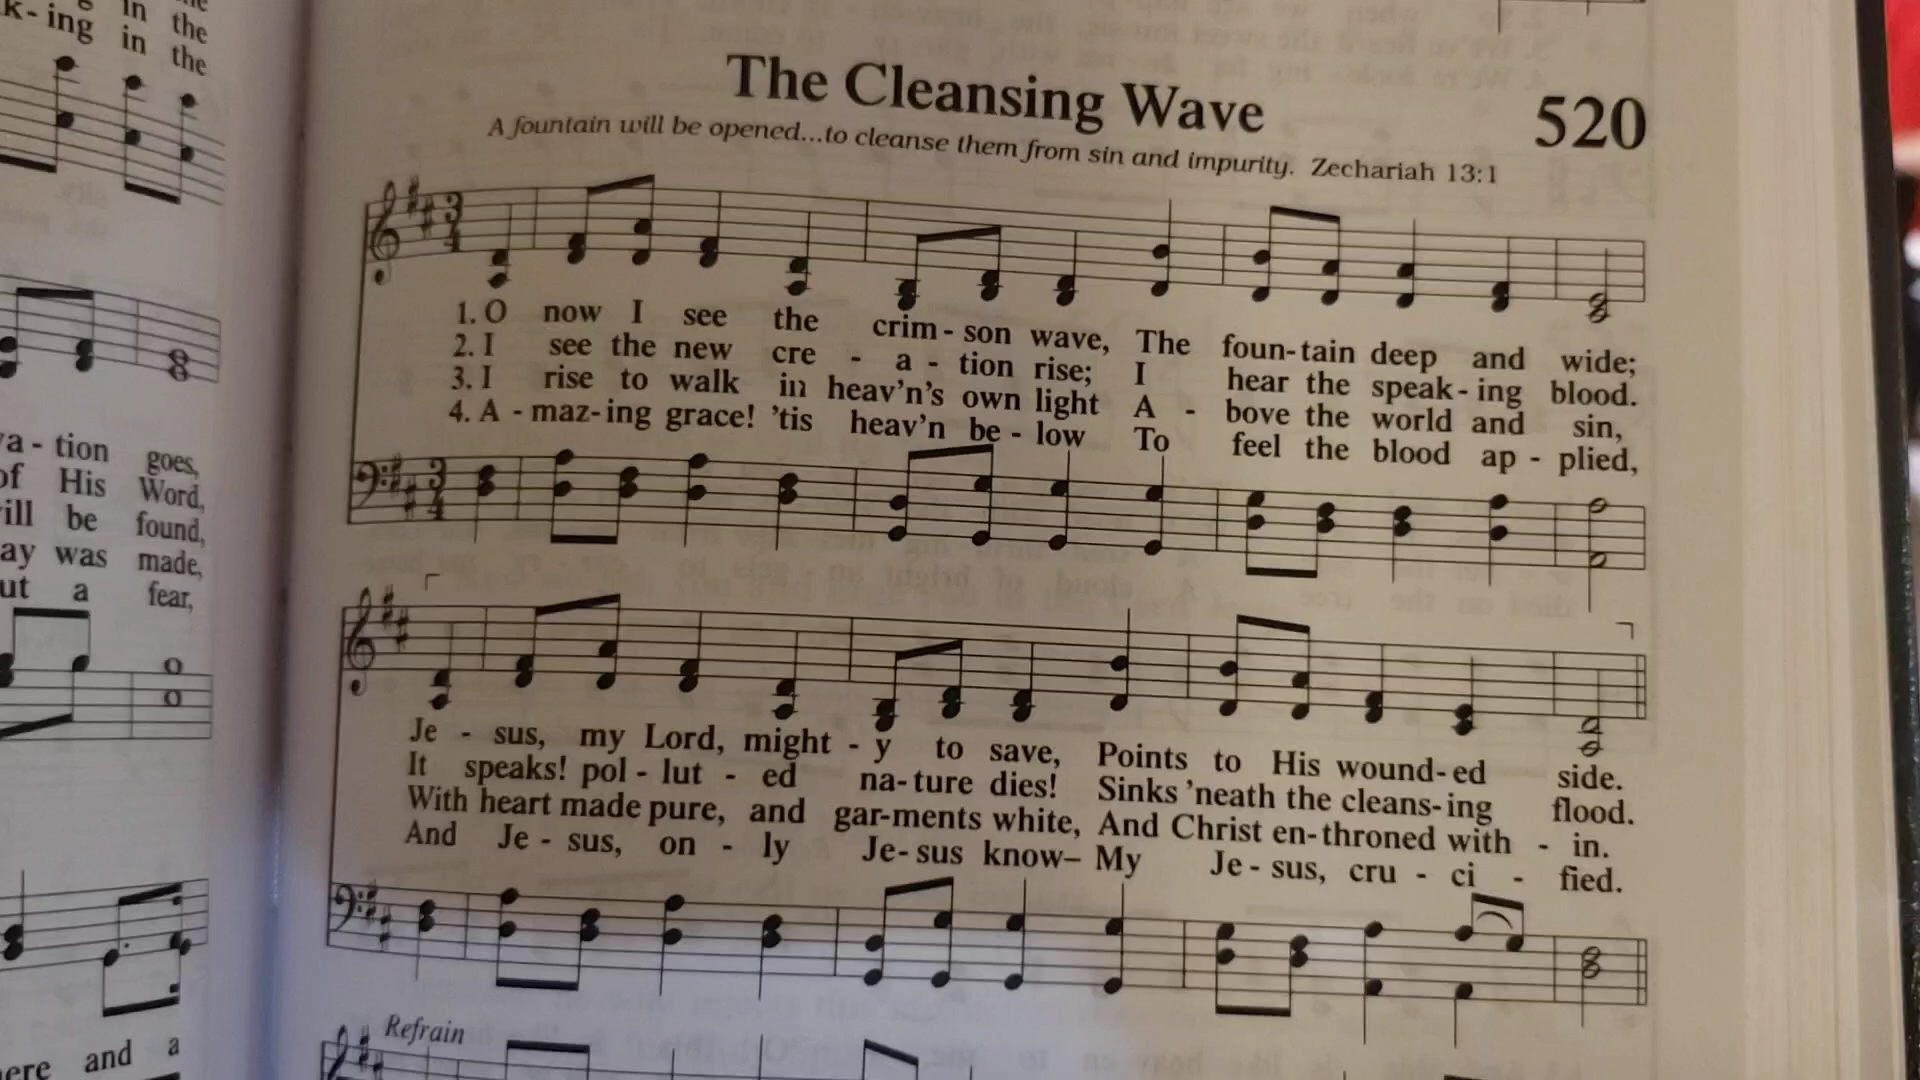 k - ing in the
in the
va - tion goes,
of His Word,
will be found,
ay was made,
ut a fear,
ere and a
The Cleansing Wave 520
A fountain will be opened...to cleanse them from sin and impurity. Zechariah 13:1
3
4
1. O now I see the crim - son wave, The foun - tain deep and wide;
2. I see the new cre - a - tion rise; I hear the speak - ing blood.
3. I rise to walk in heav'n's own light A - bove the world and sin,
4. A - maz - ing grace! 'tis heav'n be - low To feel the blood ap - plied,
3
4
Je - sus, my Lord, might - y to save, Points to His wound - ed side.
It speaks! pol - lut - ed na - ture dies! Sinks 'neath the cleans - ing flood.
With heart made pure, and gar - ments white, And Christ en - throned with - in.
And Je - sus, on - ly Je - sus know– My Je - sus, cru - ci - fied.
Refrain